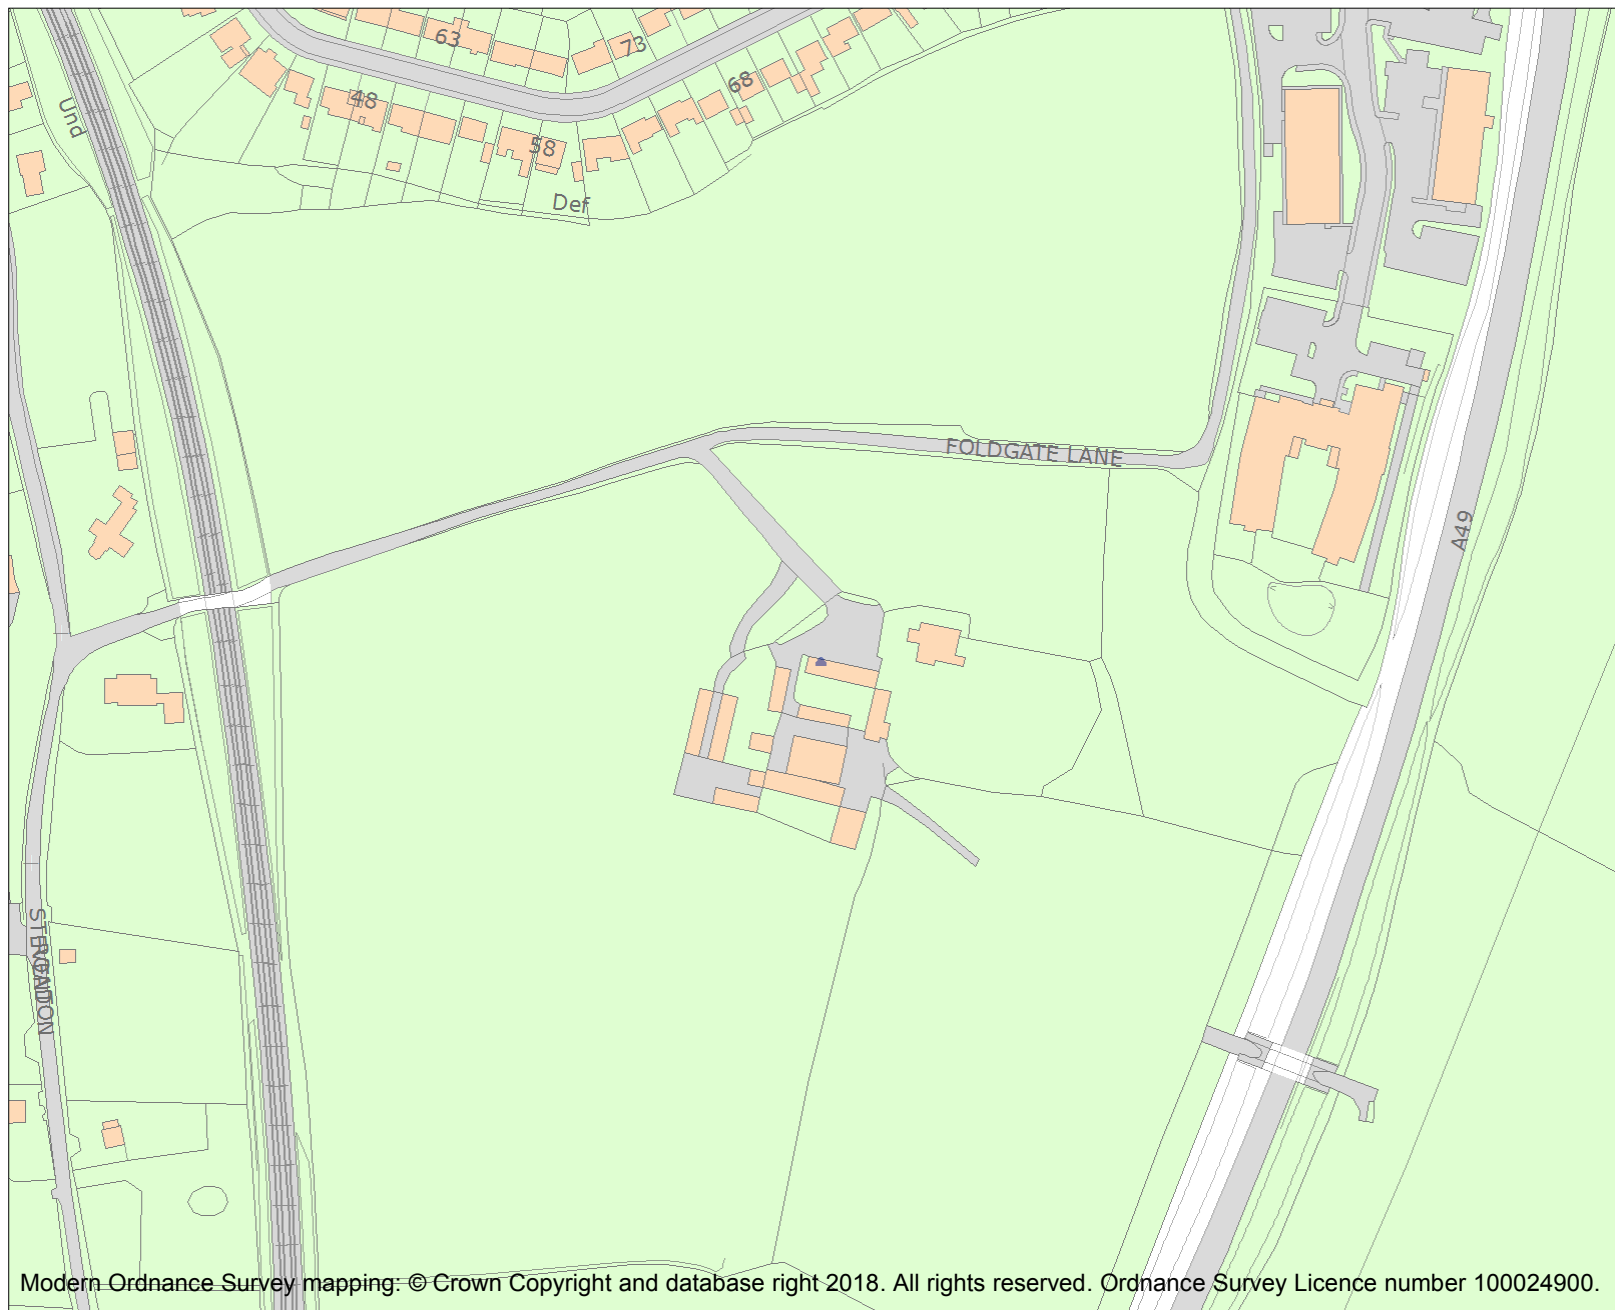 63
73
68
48
Und
58
Def
FOLDGATE LANE
A49
Modern Ordnance Survey mapping: © Crown Copyright and database right 2018. All rights reserved. Ordnance Survey Licence number 100024900.